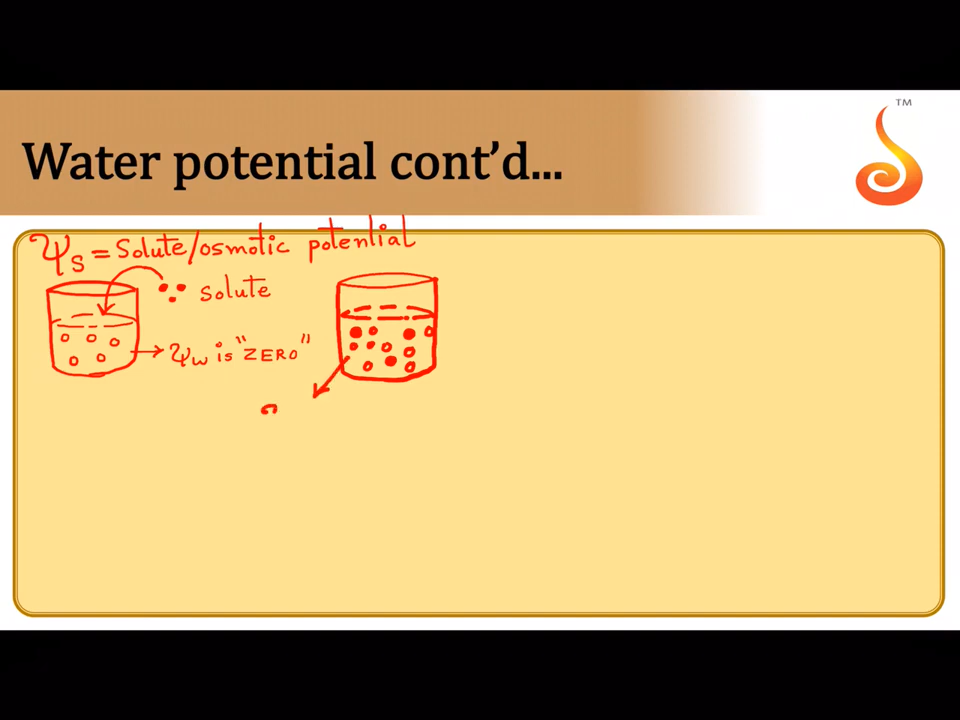 Water potential cont'd...
TM
ψS = Solute/osmotic potential
solute
ψw is "ZERO"